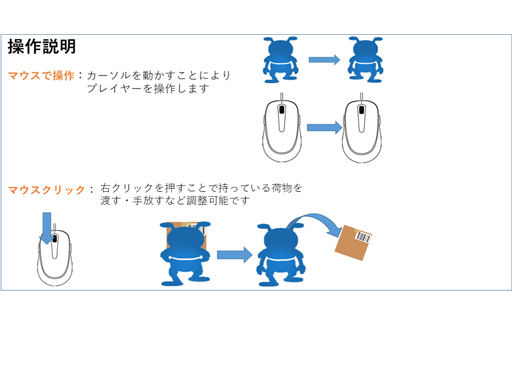 操作説明
マウスで操作：カーソルを動かすことにより
プレイヤーを操作します
マウスクリック： 右クリックを押すことで持っている荷物を
渡す・手放すなど調整可能です